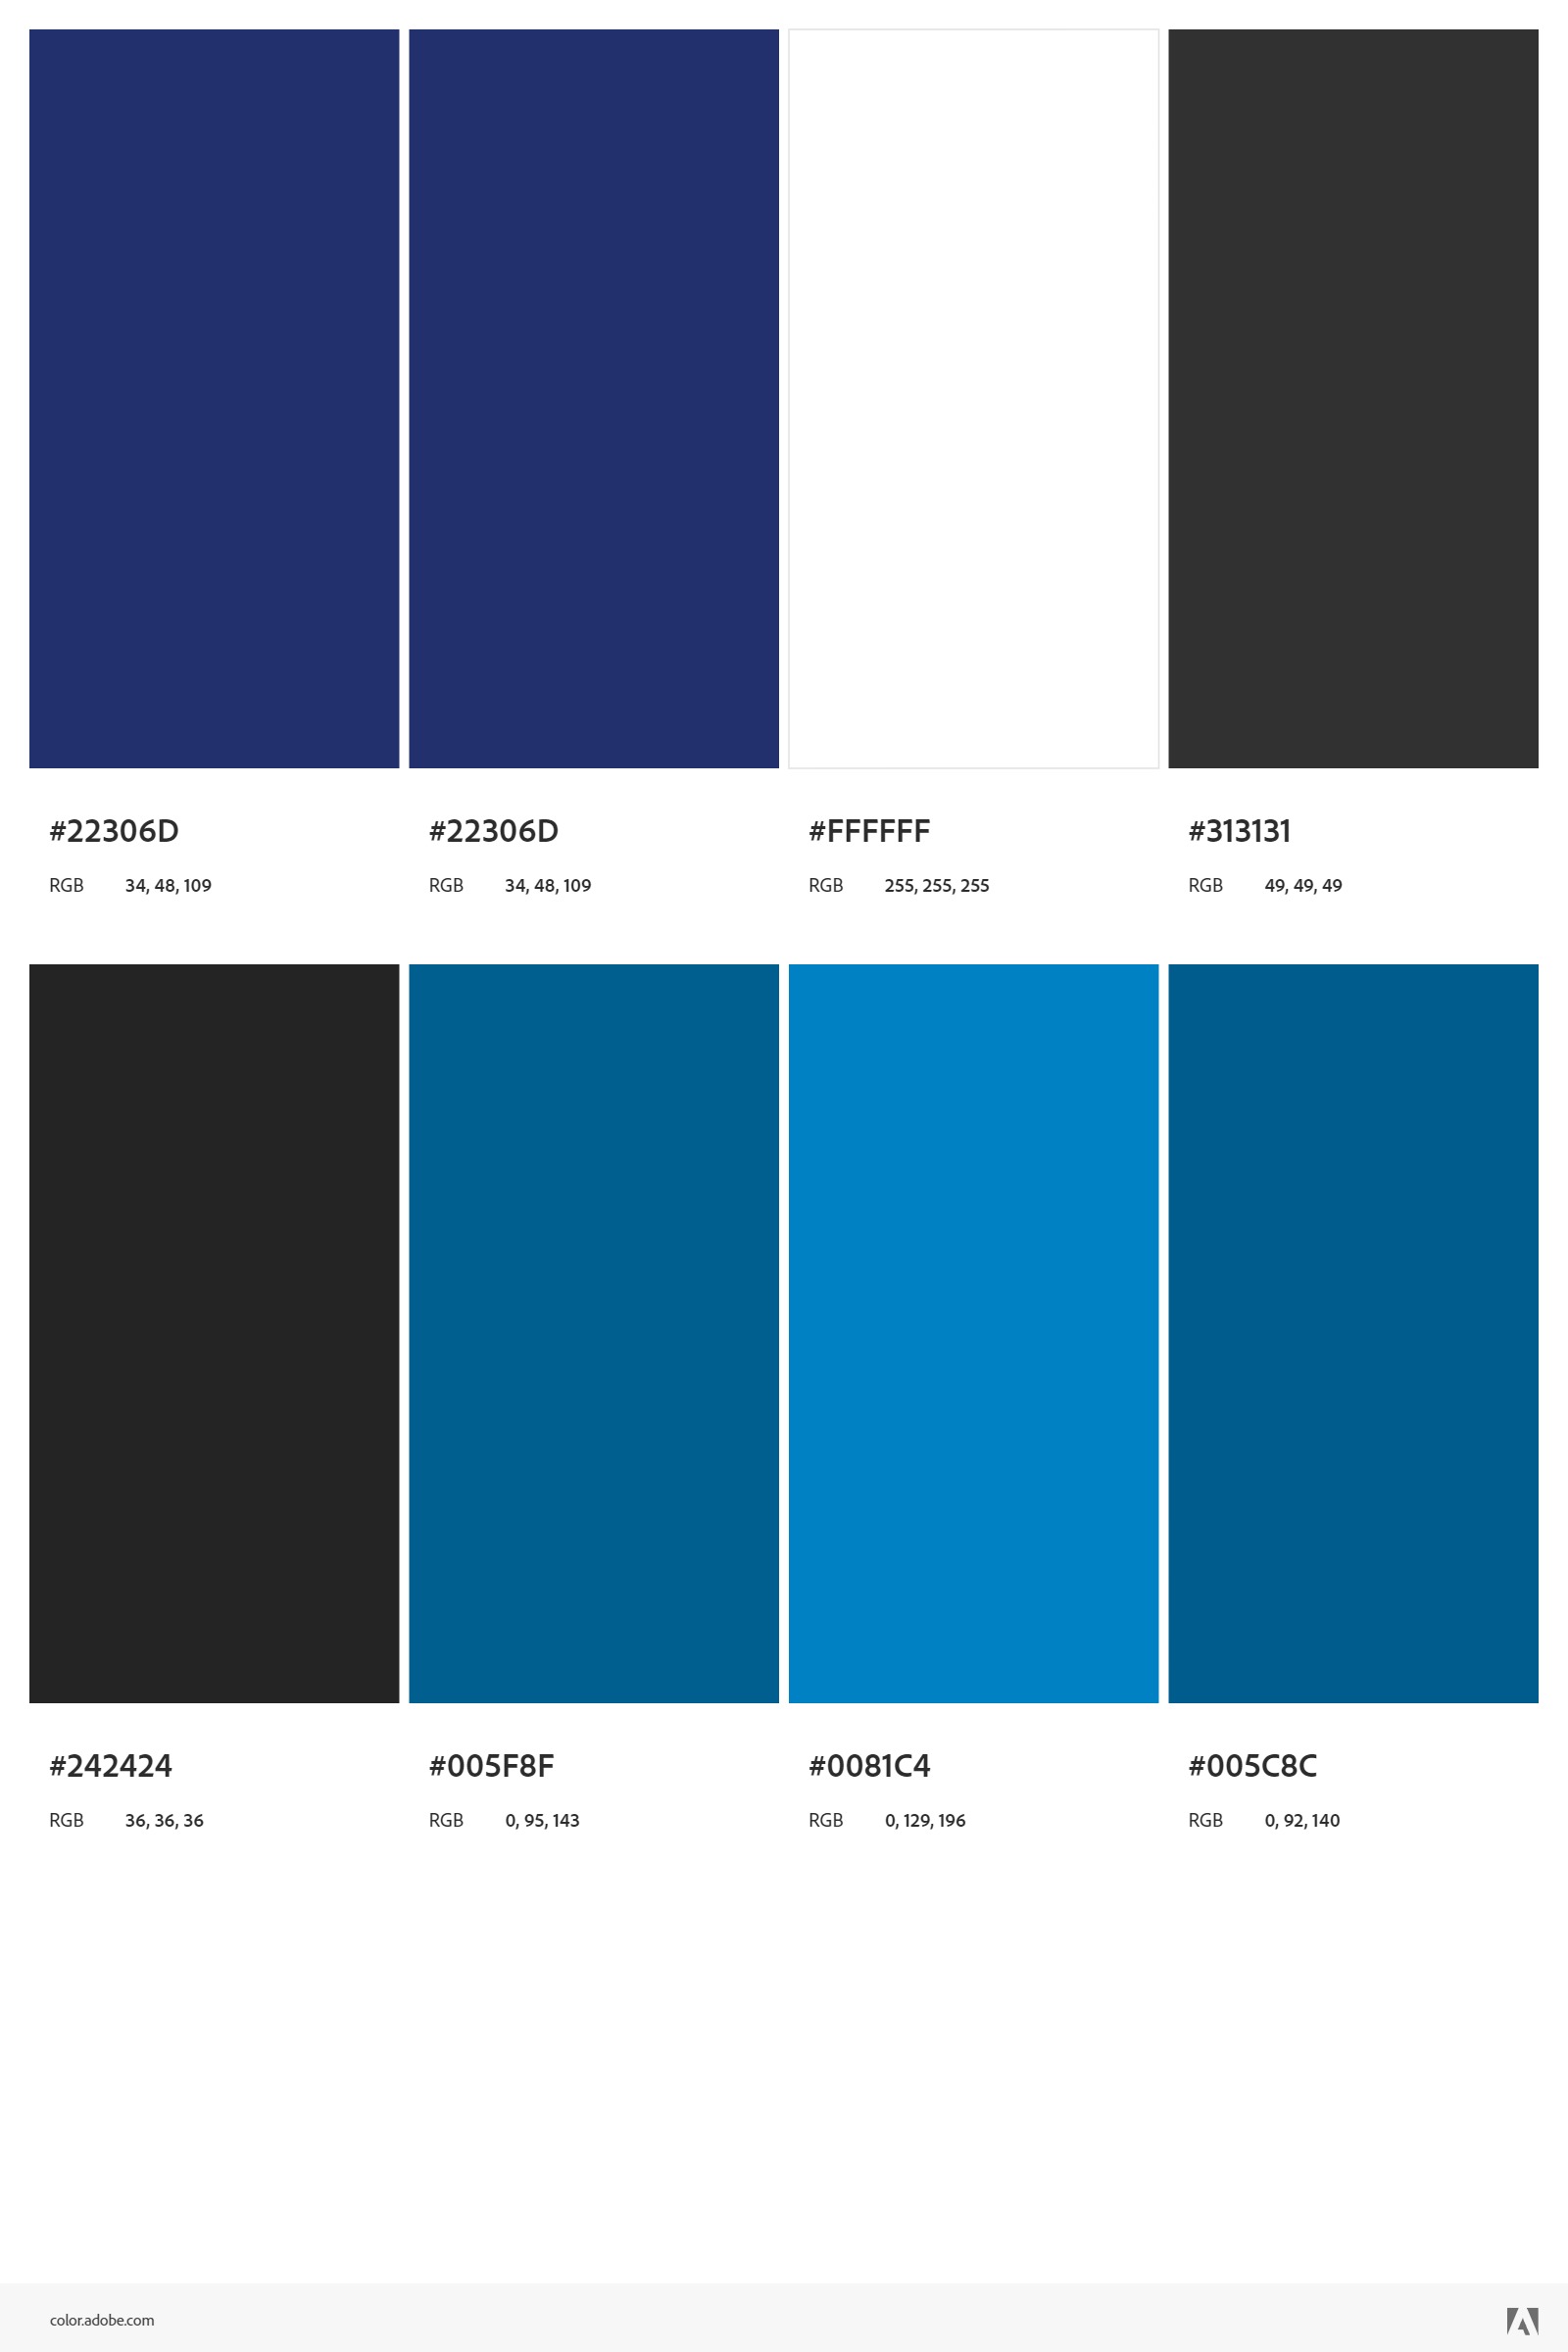 #22306D #22306D #FFFFFF #313131
RGB 34, 48, 109 RGB 34, 48, 109 RGB 255, 255, 255 RGB 49, 49, 49
#242424 #005F8F #0081C4 #005C8C
RGB 36, 36, 36 RGB 0, 95, 143 RGB 0, 129, 196 RGB 0, 92, 140
color.adobe.com